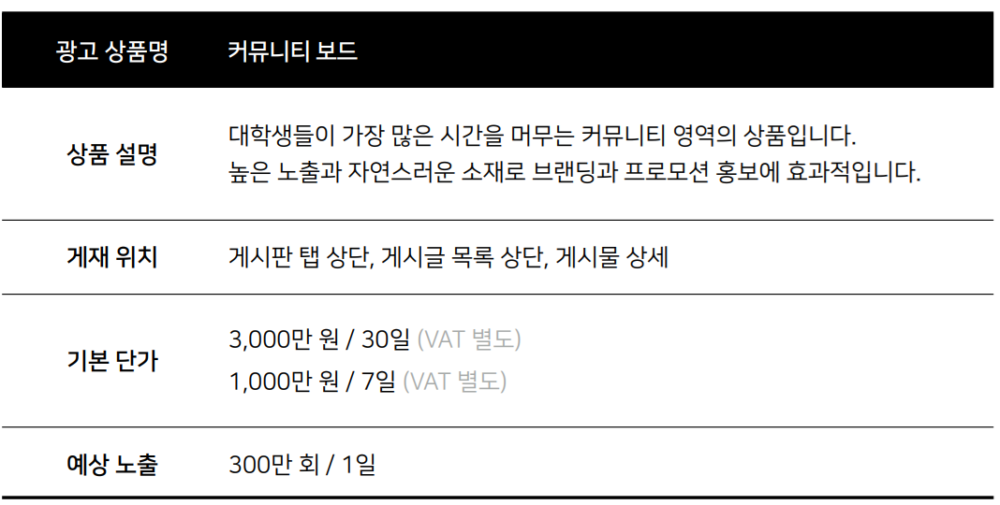 광고 상품명 커뮤니티 보드
상품 설명
대학생들이 가장 많은 시간을 머무는 커뮤니티 영역의 상품입니다.
높은 노출과 자연스러운 소재로 브랜딩과 프로모션 홍보에 효과적입니다.
게재 위치 게시판 탭 상단, 게시글 목록 상단, 게시물 상세
기본 단가
3,000만 원 / 30일 (VAT 별도)
1,000만 원 / 7일 (VAT 별도)
예상 노출 300만 회 / 1일